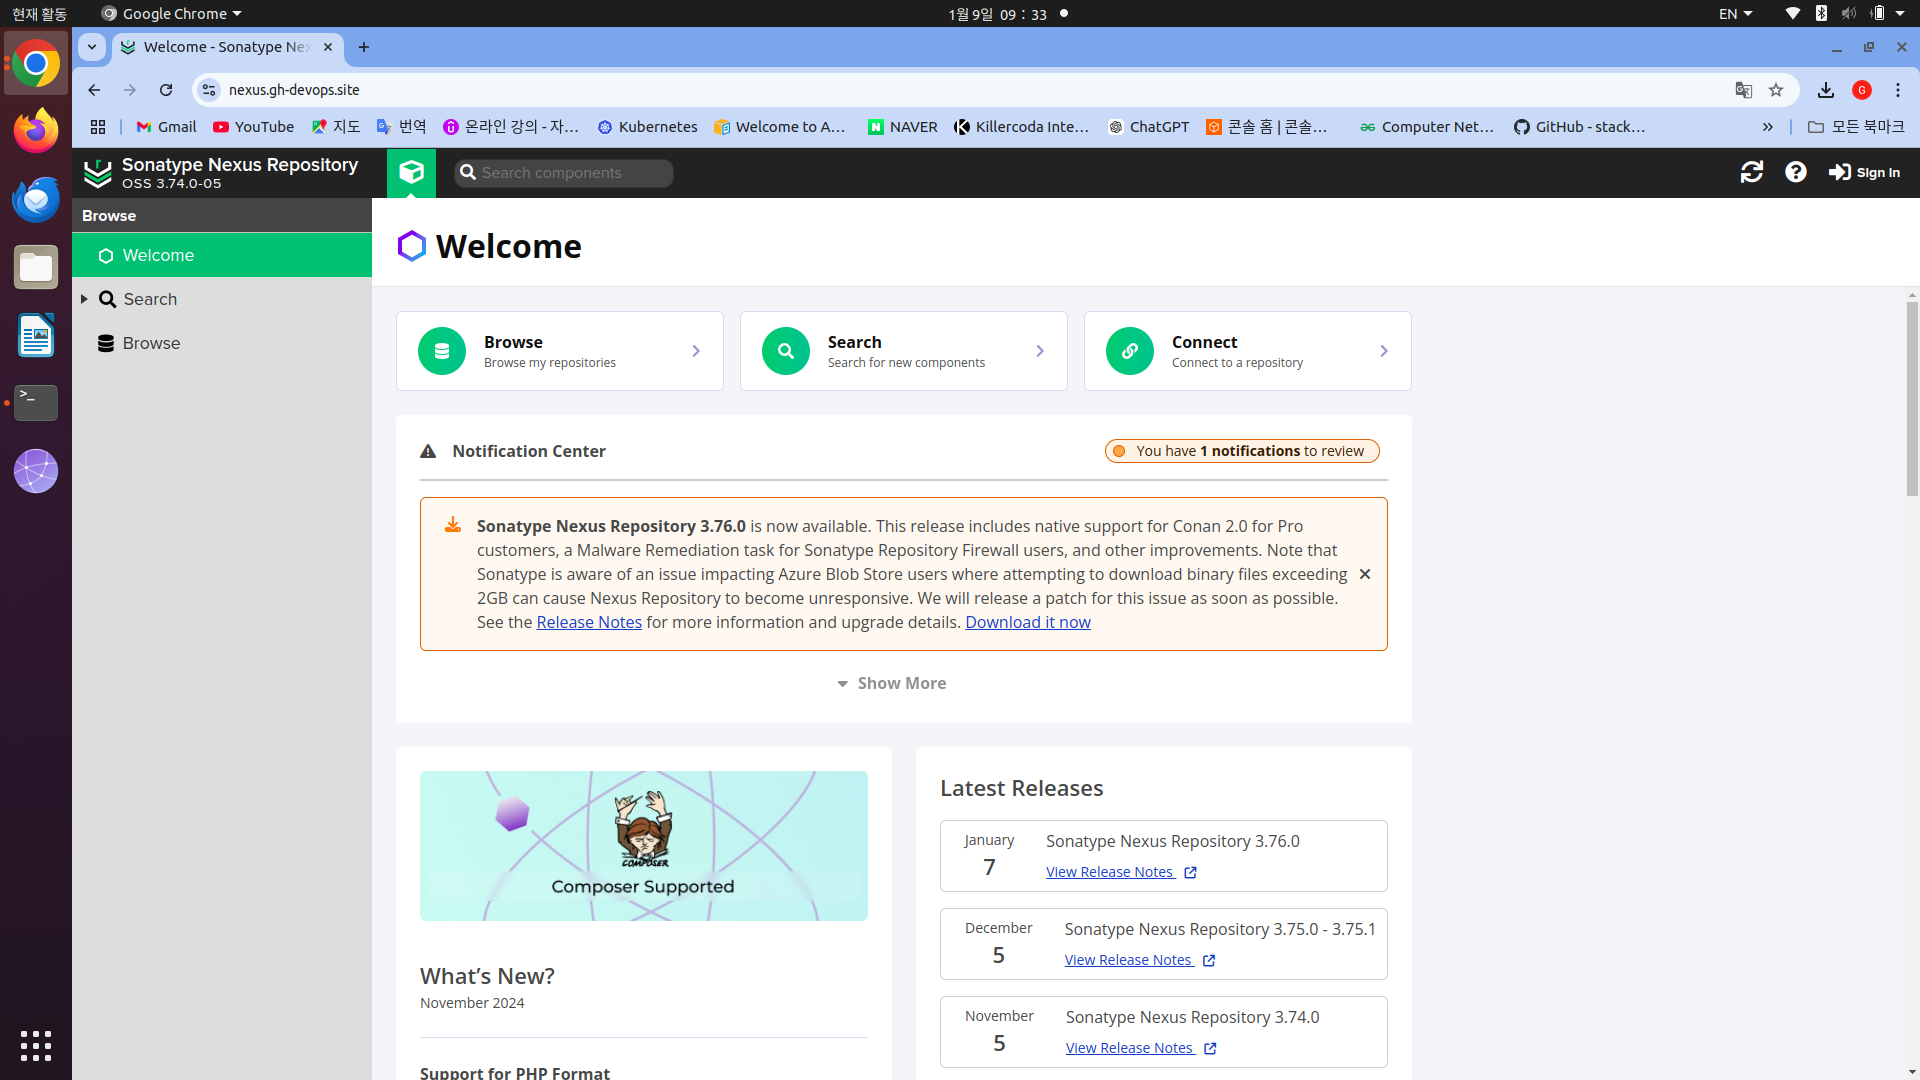 현재 활동
Google Chrome
1월 9일 09 : 33
EN
Welcome - Sonatype Nex
nexus.gh-devops.site
G
Gmail
YouTube
지도
번역
온라인 강의 - 자...
Kubernetes
Welcome to A...
NAVER
Killercoda Inte...
ChatGPT
콘솔 홈 | 콘솔...
Computer Net...
GitHub - stack...
»
모든 북마크
Sonatype Nexus Repository
OSS 3.74.0-05
Search components
Sign in
Browse
Welcome
Search
Browse
Welcome
Browse
Browse my repositories
Search
Search for new components
Connect
Connect to a repository
Notification Center
You have 1 notifications to review
Sonatype Nexus Repository 3.76.0 is now available. This release includes native support for Conan 2.0 for Pro
customers, a Malware Remediation task for Sonatype Repository Firewall users, and other improvements. Note that
Sonatype is aware of an issue impacting Azure Blob Store users where attempting to download binary files exceeding
2GB can cause Nexus Repository to become unresponsive. We will release a patch for this issue as soon as possible.
See the Release Notes for more information and upgrade details. Download it now
Show More
COMPOSER
Composer Supported
What's New?
November 2024
Support for PHP Format
Latest Releases
January
7
Sonatype Nexus Repository 3.76.0
View Release Notes
December
5
Sonatype Nexus Repository 3.75.0 - 3.75.1
View Release Notes
November
5
Sonatype Nexus Repository 3.74.0
View Release Notes